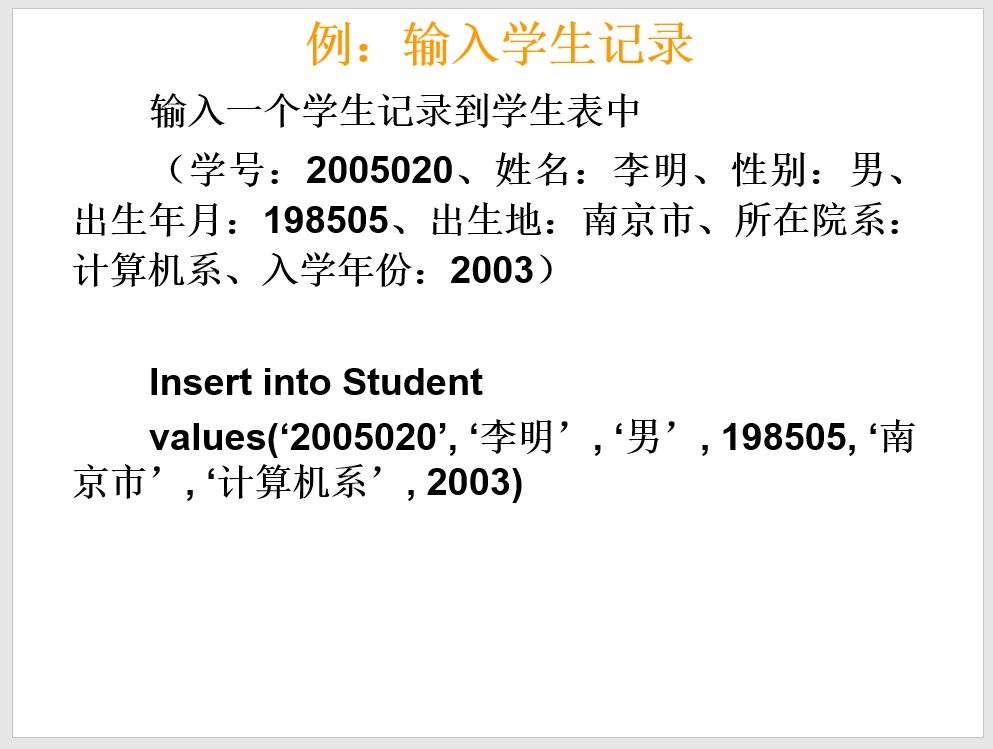 例：输入学生记录
输入一个学生记录到学生表中
（学号：2005020、姓名：李明、性别：男、
出生年月：198505、出生地：南京市、所在院系：
计算机系、入学年份：2003）
Insert into Student
values(‘2005020’, ‘李明’, ‘男’, 198505, ‘南
京市’, ‘计算机系’, 2003)